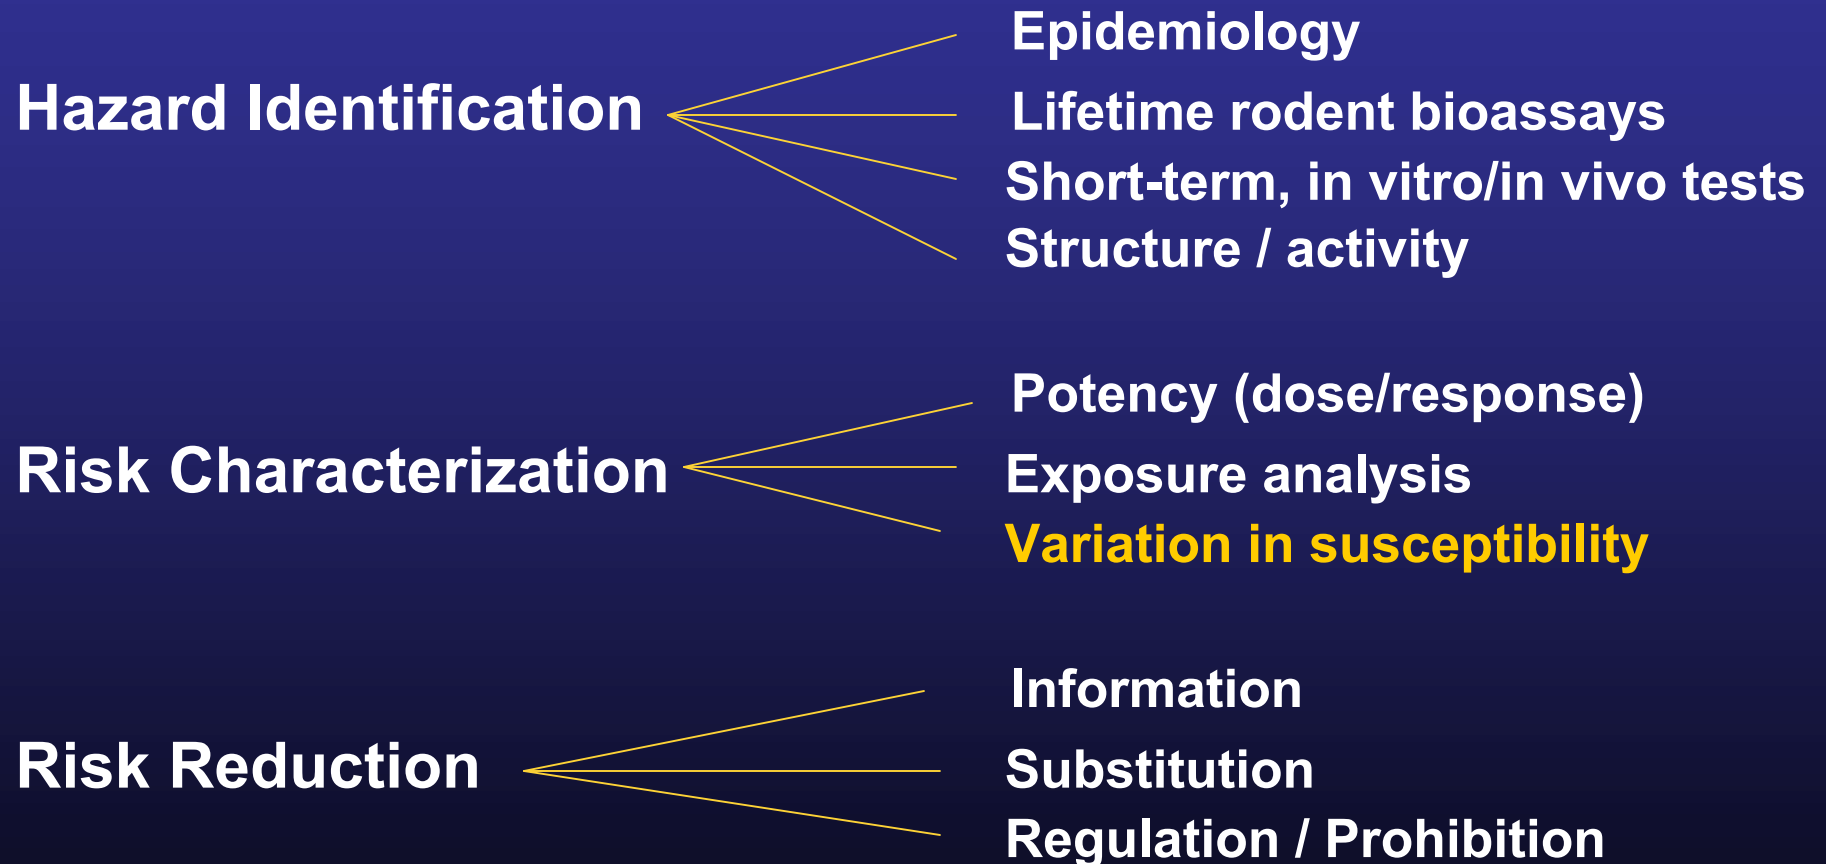 Hazard Identification
Epidemiology
Lifetime rodent bioassays
Short-term, in vitro/in vivo tests
Structure / activity
Risk Characterization
Potency (dose/response)
Exposure analysis
Variation in susceptibility
Risk Reduction
Information
Substitution
Regulation / Prohibition